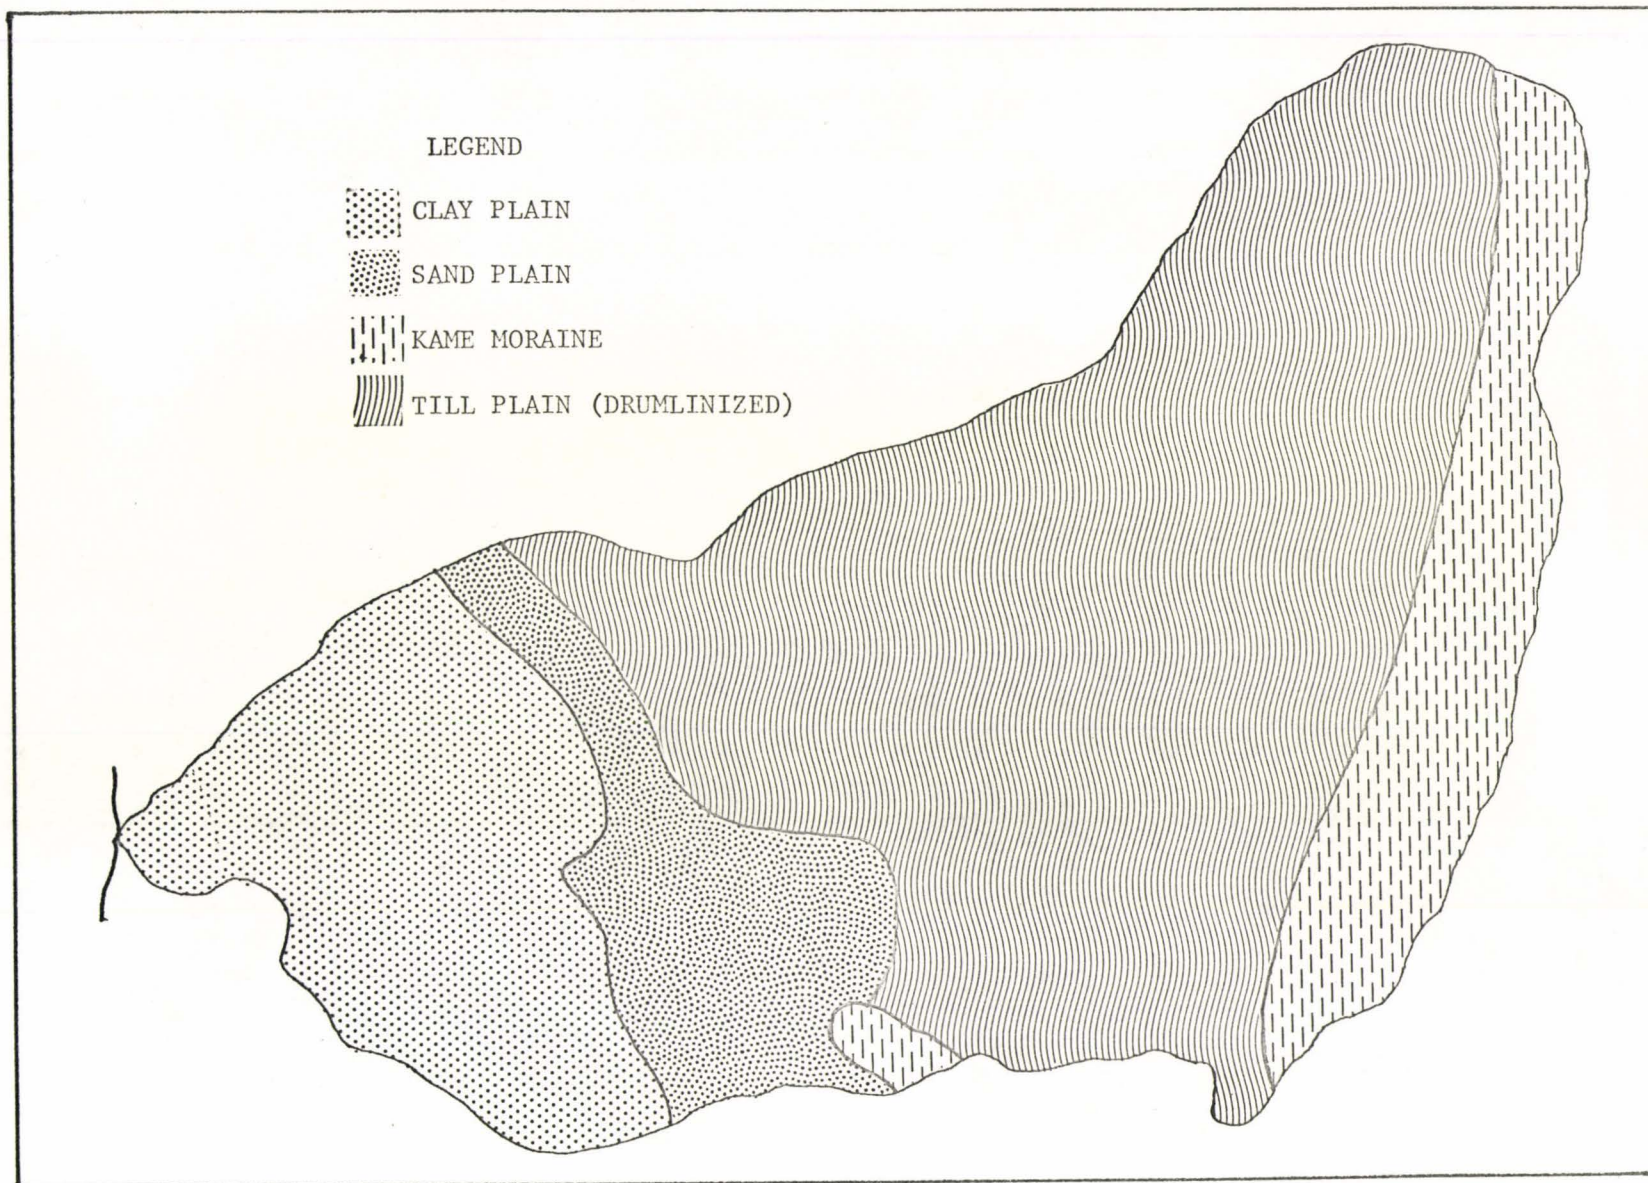 LEGEND
CLAY PLAIN
SAND PLAIN
KAME MORAINE
TILL PLAIN (DRUMLINIZED)